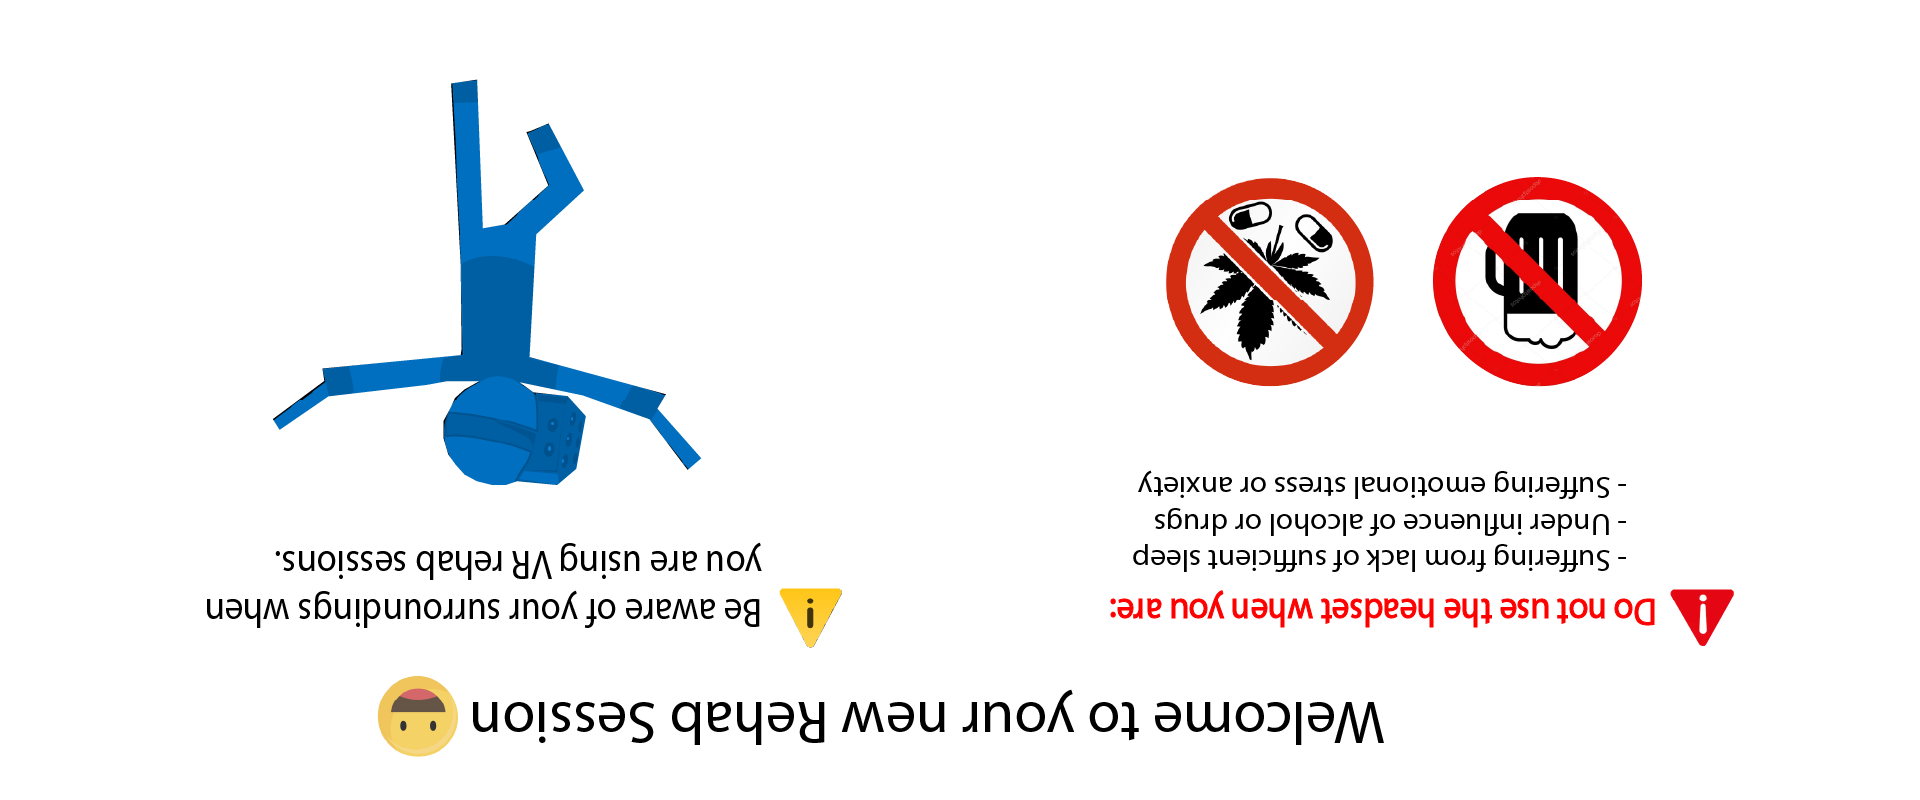 Welcome to your new Rehab Session
Do not use the headset when you are:
- Suffering from lack of sufficient sleep
- Under influence of alcohol or drugs
- Suffering emotional stress or anxiety
Be aware of your surroundings when
you are using VR rehab sessions.